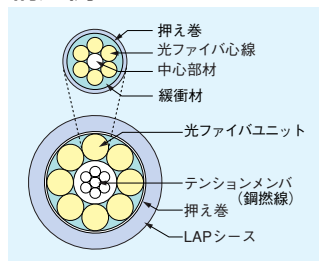 押え巻
光ファイバ心線
中心部材
緩衝材
光ファイバユニット
テンションメンバ
(鋼撚線)
押え巻
LAPシース